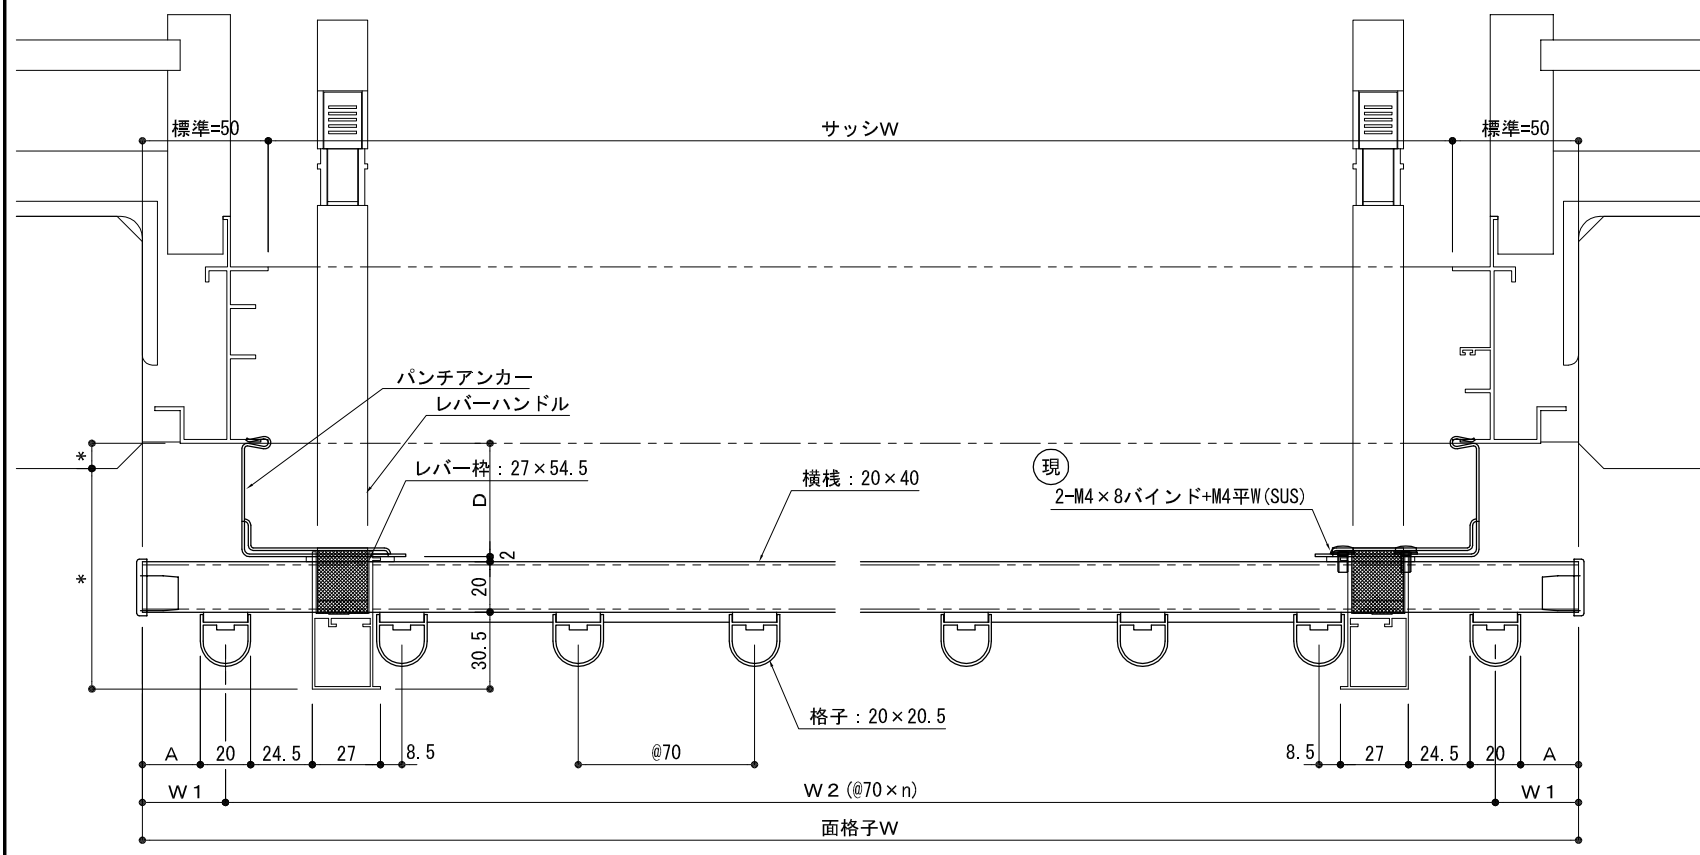 標準=50
サッシW
標準=50
パンチアンカー
レバーハンドル
*
レバー枠：27×54.5
D
横桟：20×40
現
2-M4×8バインド+M4平W(SUS)
2
*
20
30.5
格子：20×20.5
A
20
24.5
27
8.5
@70
8.5
27
24.5
20
A
W1
W2(@70×n)
W1
面格子W